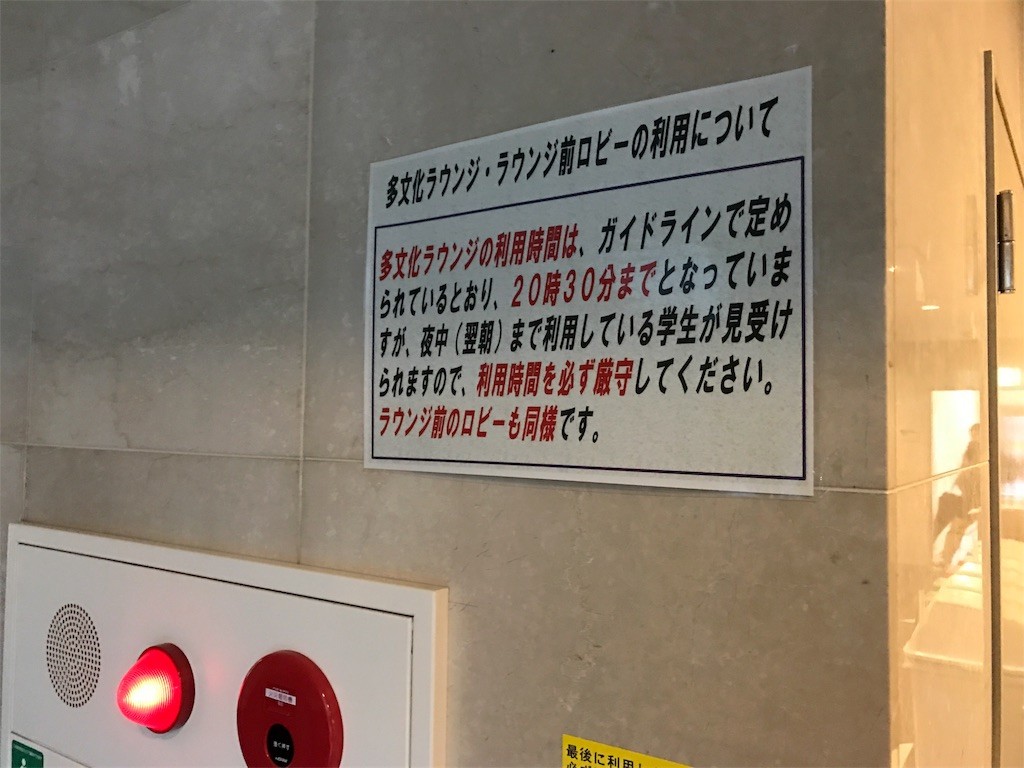 多文化ラウンジ・ラウンジ前ロビーの利用について
多文化ラウンジの利用時間は、ガイドラインで定め
られているとおり、20時30分までとなっていま
すが、夜中(翌朝)まで利用している学生が見受け
られますので、利用時間を必ず厳守してください。
ラウンジ前のロビーも同様です。
強く押す
最後に利用し